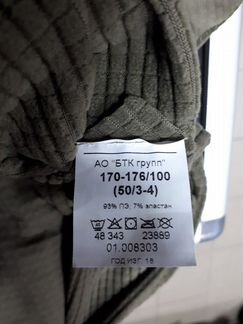 АО "БТК групп"
170-176/100
(50/3-4)
93% ПЭ, 7% эластан
48 343 23889
01.008303
ГОД ИЗГ. 18